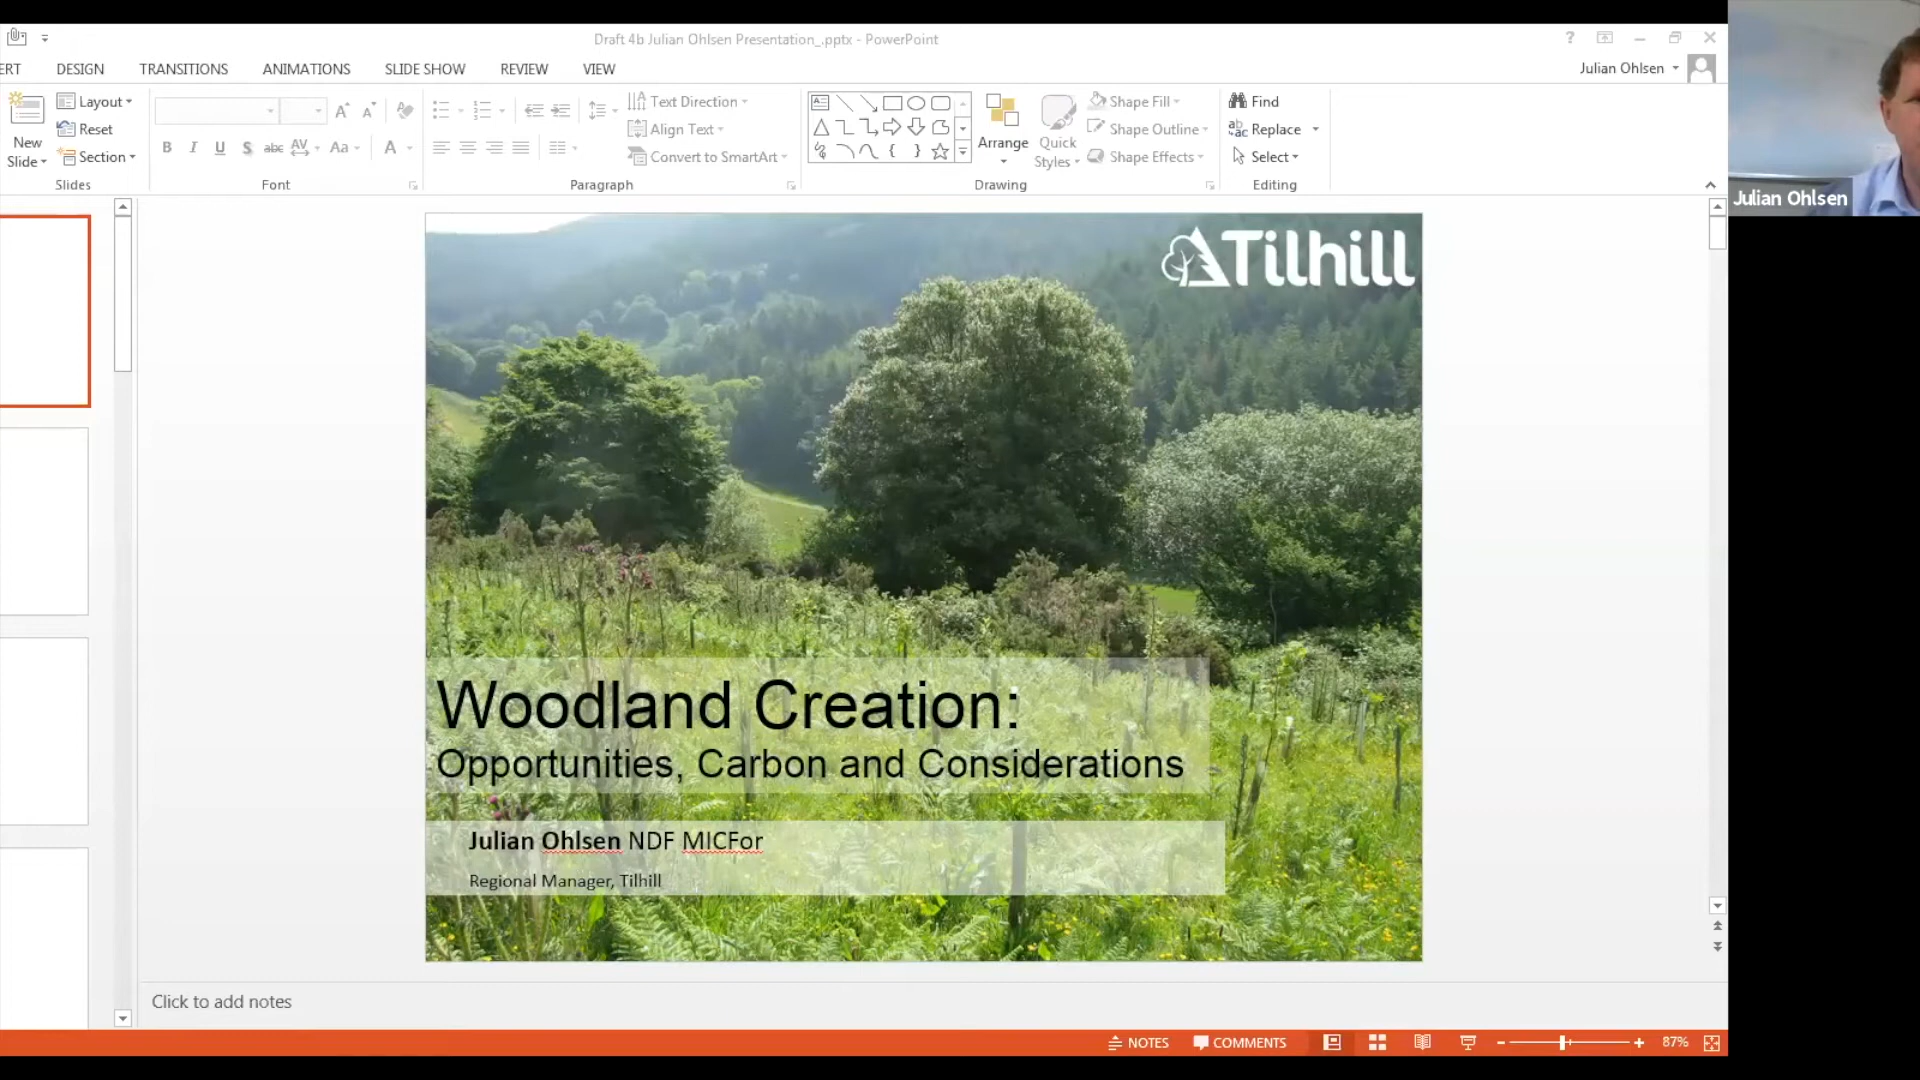 Draft 4b Julian Ohlsen Presentation_.pptx - PowerPoint
?
ERT DESIGN TRANSITIONS ANIMATIONS SLIDE SHOW REVIEW VIEW
Julian Ohlsen
New
Slide
Layout
Reset
Section
Slides
B I U S abc AV Aa A
Font
Text Direction
Align Text
Convert to SmartArt
Paragraph
Arrange
Quick
Styles
Shape Fill
Shape Outline
Shape Effects
Drawing
Find
Replace
Select
Editing
Julian Ohlsen
Tilhill
Woodland Creation:
Opportunities, Carbon and Considerations
Julian Ohlsen NDF MICFor
Regional Manager, Tilhill
Click to add notes
NOTES COMMENTS 87%